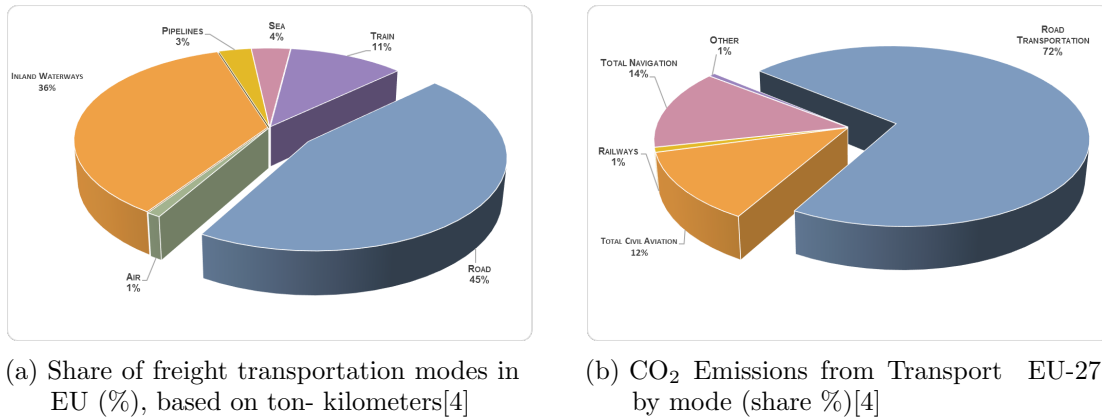 PIPELINES
3%
SEA
4%
TRAIN
11%
INLAND WATERWAYS
36%
AIR
1%
ROAD
45%
(a) Share of freight transportation modes in
EU (%), based on ton- kilometers[4]
ROAD
TRANSPORTATION
72%
OTHER
1%
TOTAL NAVIGATION
14%
RAILWAYS
1%
TOTAL CIVIL AVIATION
12%
(b) CO₂ Emissions from Transport EU-27
by mode (share %)[4]